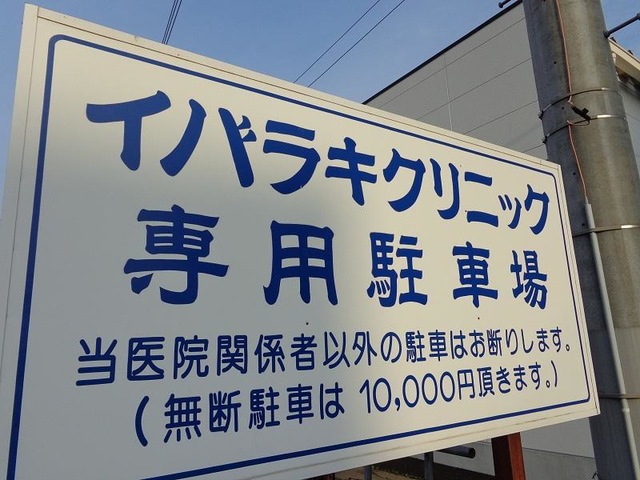 イバラキクリニック
専用駐車場
当医院関係者以外の駐車はお断りします。
(無断駐車は 10,000円頂きます。)